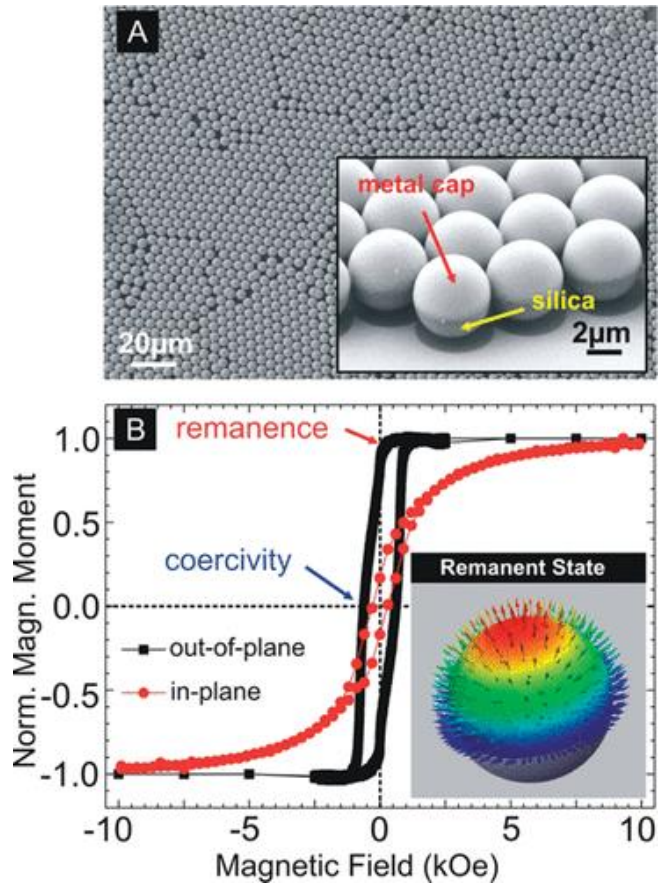 A
metal cap
silica
20µm
2µm
B
remanence
coercivity
out-of-plane
in-plane
Remanent State
1.0
0.5
0.0
-0.5
-1.0
Norm. Magn. Moment
-10
-5
0
5
10
Magnetic Field (kOe)